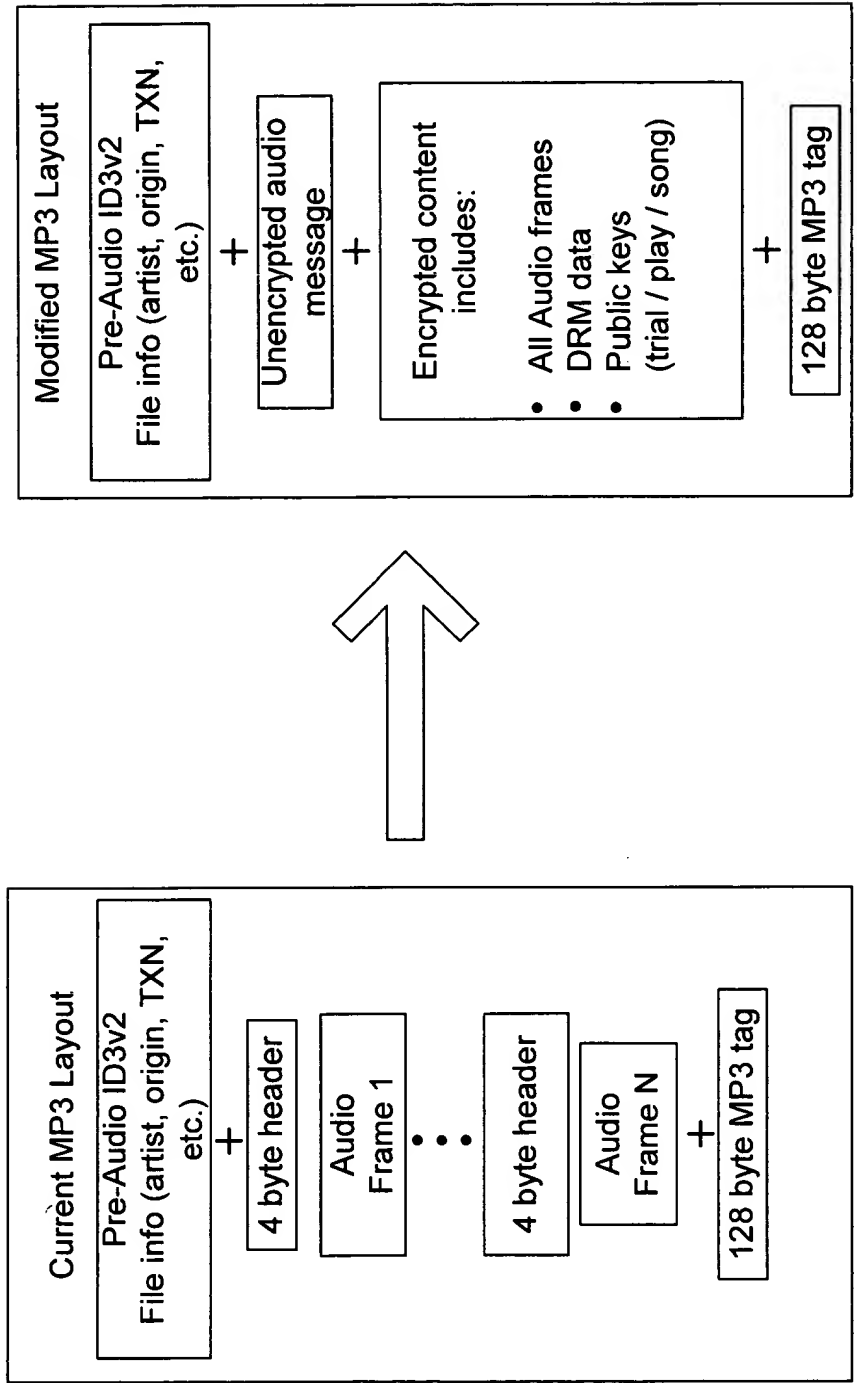 Current MP3 Layout
Pre-Audio ID3v2
File info (artist, origin, TXN,
etc.)
+
4 byte header
Audio
Frame 1
• • •
4 byte header
Audio
Frame N
+
128 byte MP3 tag
Modified MP3 Layout
Pre-Audio ID3v2
File info (artist, origin, TXN,
etc.)
+
Unencrypted audio
message
+
Encrypted content
includes:
• All Audio frames
• DRM data
• Public keys
(trial / play / song)
+
128 byte MP3 tag